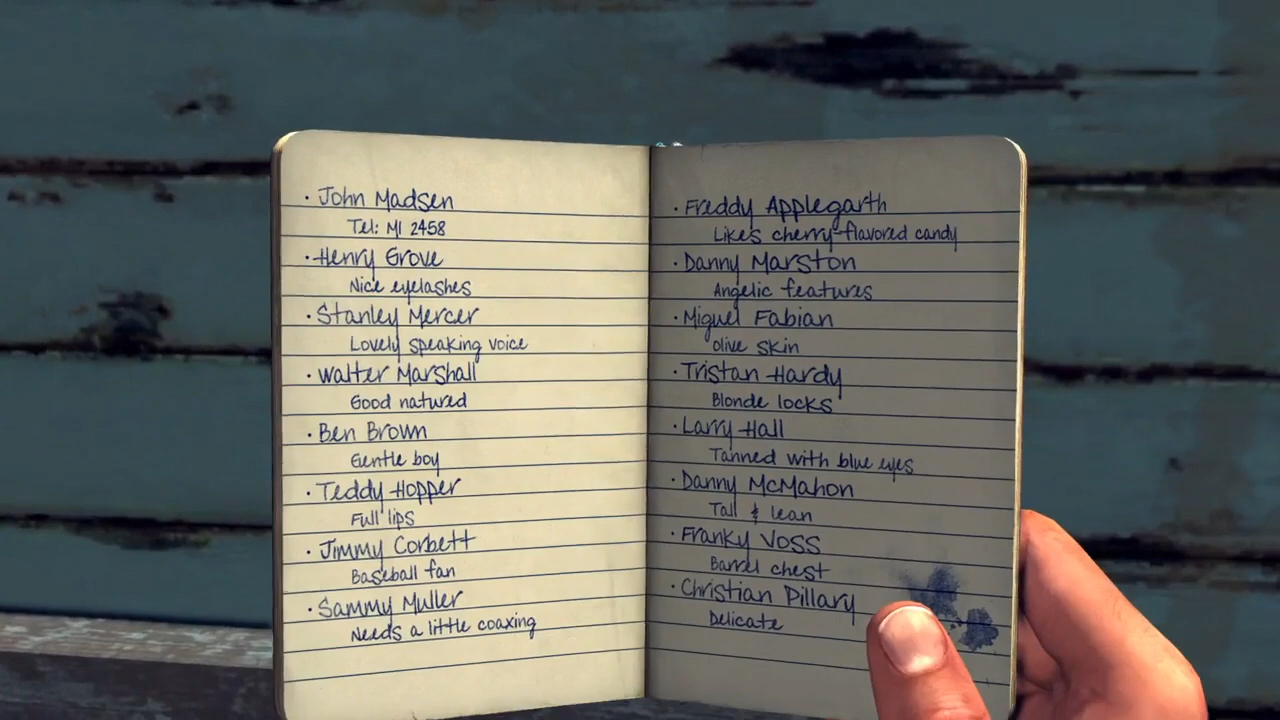 · John Madsen
Tel: MI 2458
· Henry Grove
Nice eyelashes
· Stanley Mercer
Lovely speaking voice
· Walter Marshall
Good natured
· Ben Brown
Gentle boy
· Teddy Hopper
Full lips
· Jimmy Corbett
Baseball fan
· Sammy Muller
Needs a little coaxing
· Freddy Applegarth
Likes cherry-flavored candy
· Danny Marston
Angelic features
· Miguel Fabian
olive skin
· Tristan Hardy
Blonde locks
· Larry Hall
Tanned with blue eyes
· Danny McMahon
Tall & lean
· Franky Voss
Barrel chest
· Christian Pillary
Delicate